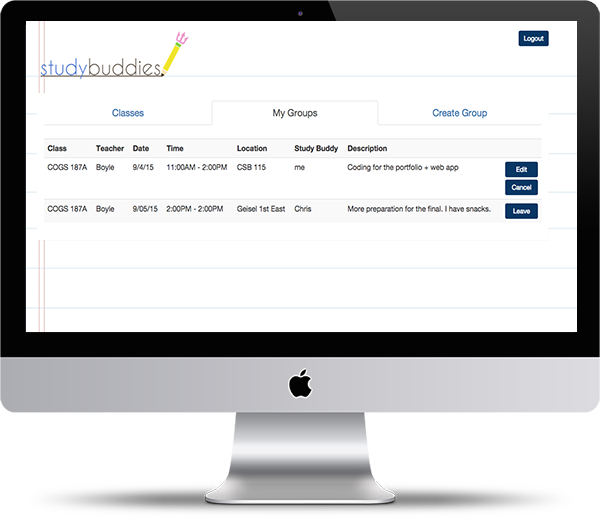 Logout
studybuddies
Classes My Groups Create Group
Class Teacher Date Time Location Study Buddy Description
COGS 187A Boyle 9/4/15 11:00AM - 2:00PM CSB 115 me Coding for the portfolio + web app Edit
Cancel
COGS 187A Boyle 9/05/15 2:00PM - 2:00PM Geisel 1st East Chris More preparation for the final. I have snacks. Leave